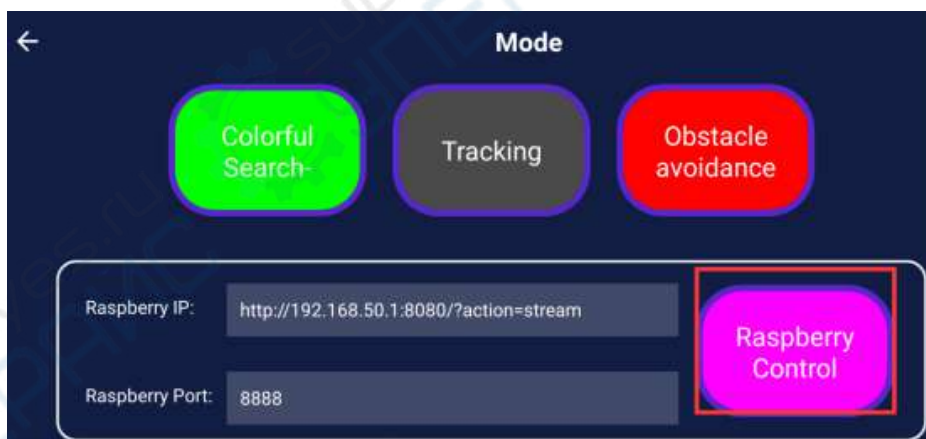 Mode
Colorful
Search-
Tracking
Obstacle
avoidance
Raspberry IP:
http://192.168.50.1:8080/?action=stream
Raspberry
Control
Raspberry Port:
8888